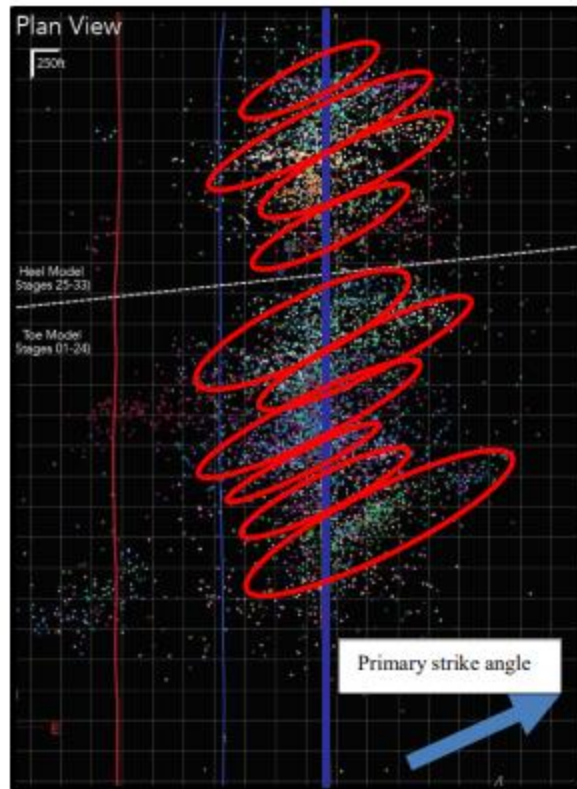 Plan View
250ft
Heel Model
Stages 25-33)
Toe Model
Stages 01-24)
Primary strike angle
E